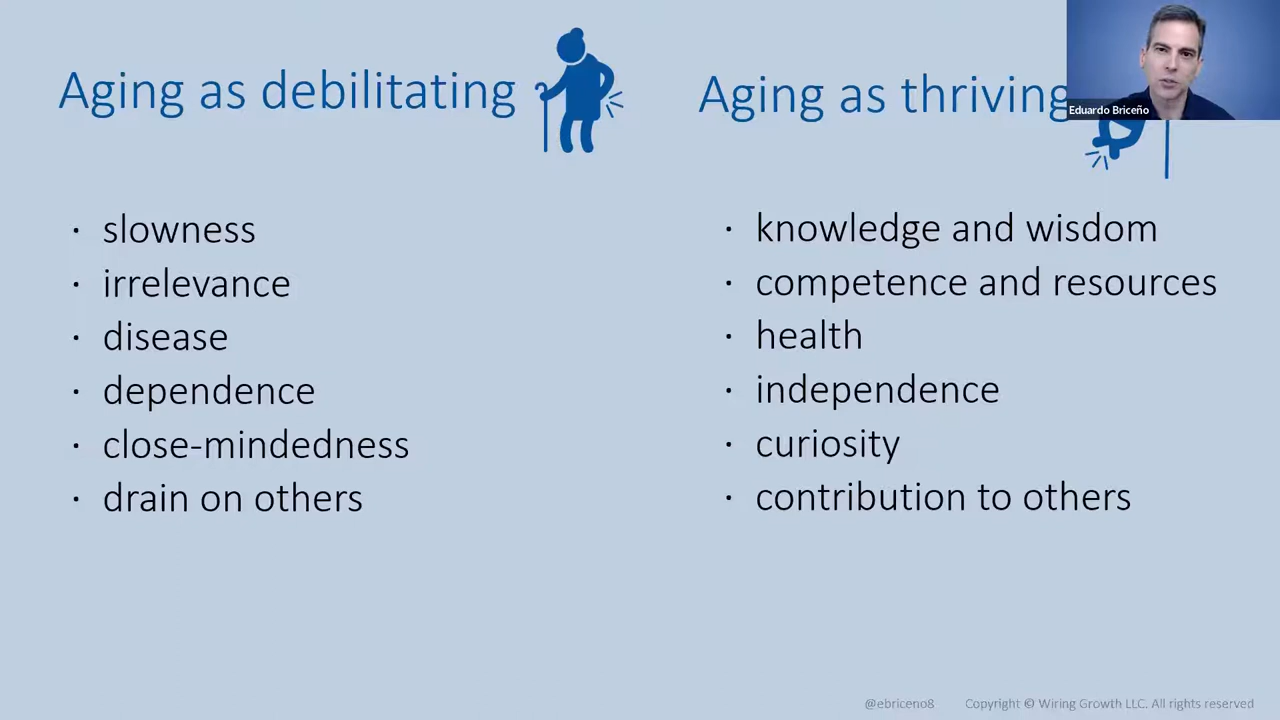 Aging as debilitating
Aging as thriving
Eduardo Briceño
· slowness
· irrelevance
· disease
· dependence
· close-mindedness
· drain on others
· knowledge and wisdom
· competence and resources
· health
· independence
· curiosity
· contribution to others
@ebriceno8 Copyright © Wiring Growth LLC. All rights reserved